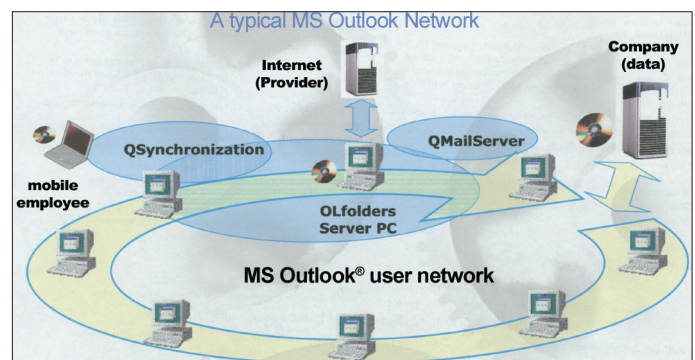 A typical MS Outlook Network
Internet
(Provider)
Company
(data)
QSynchronization
QMailServer
mobile
employee
OLfolders
Server PC
MS Outlook® user network